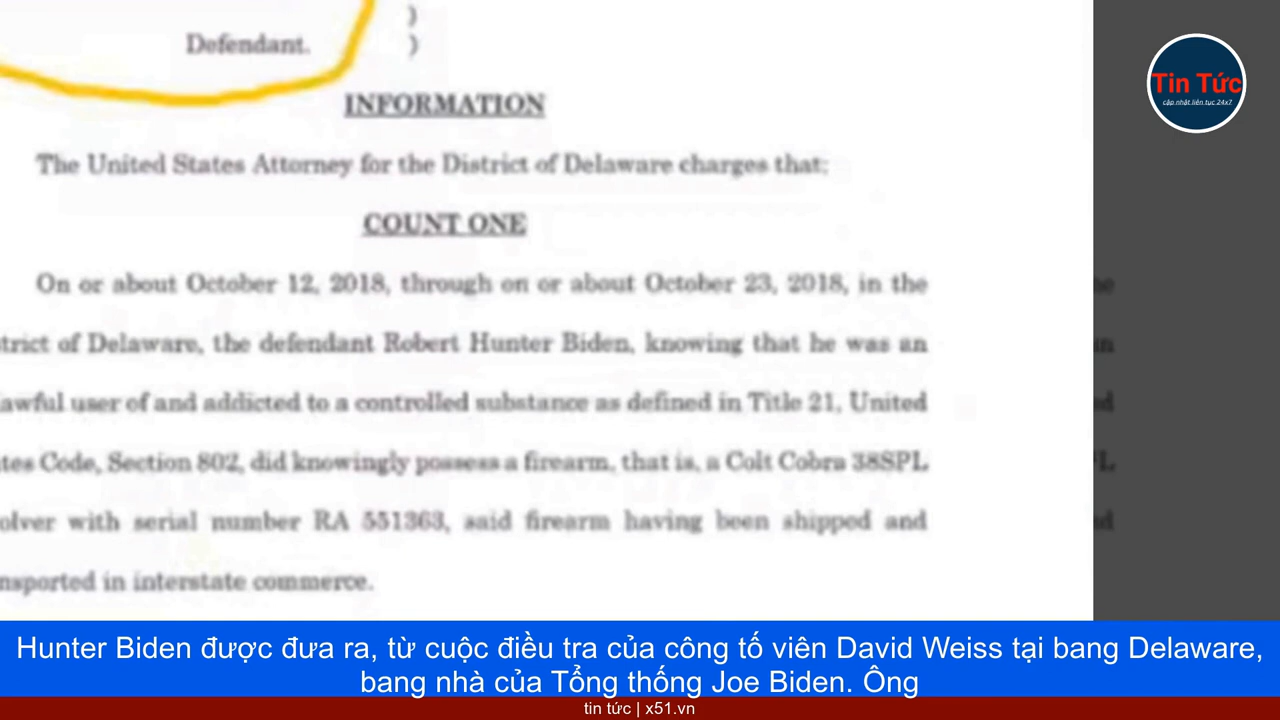 )
Defendant. )
INFORMATION
The United States Attorney for the District of Delaware charges that:
COUNT ONE
On or about October 12, 2018, through on or about October 23, 2018, in the
trict of Delaware, the defendant Robert Hunter Biden, knowing that he was an
awful user of and addicted to a controlled substance as defined in Title 21, United
tes Code, Section 802, did knowingly possess a firearm, that is, a Colt Cobra 38SPL
olver with serial number RA 551363, said firearm having been shipped and
nsported in interstate commerce.
Tin Tức
cập nhật liên tục 24x7
Hunter Biden được đưa ra, từ cuộc điều tra của công tố viên David Weiss tại bang Delaware,
bang nhà của Tổng thống Joe Biden. Ông
tin tức | x51.vn